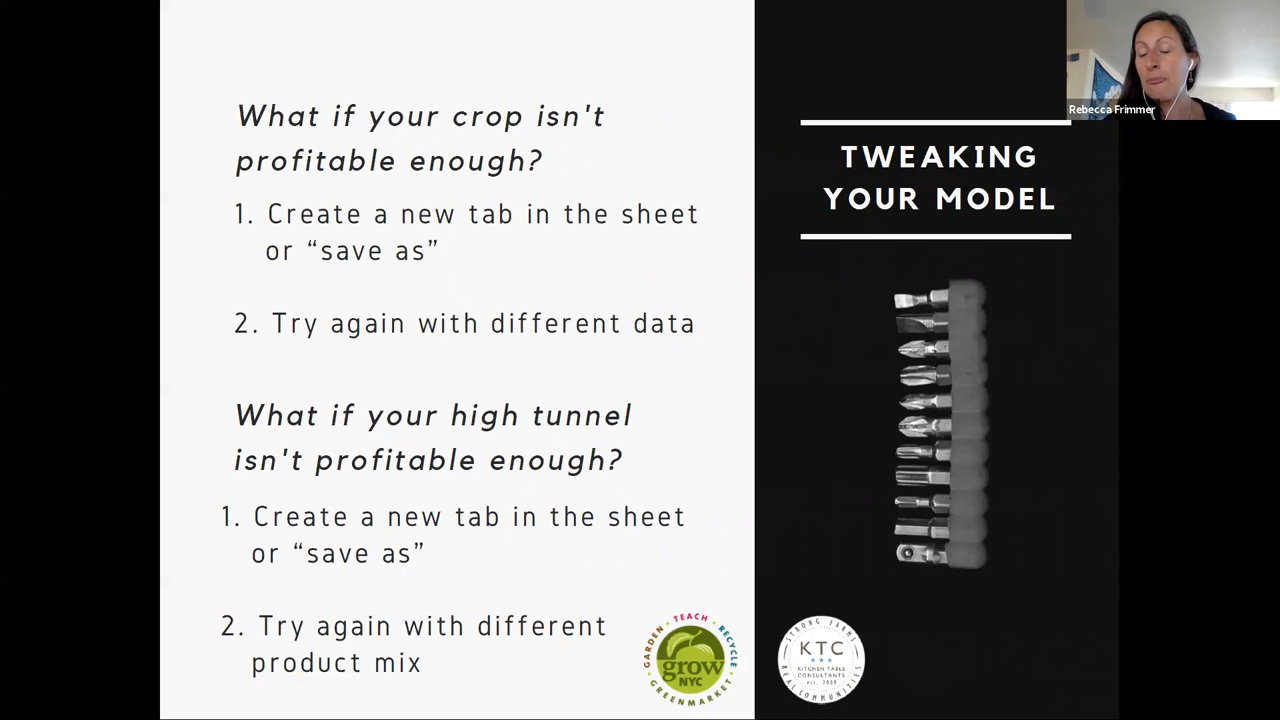 What if your crop isn't
profitable enough?
1. Create a new tab in the sheet
or “save as”
2. Try again with different data
What if your high tunnel
isn't profitable enough?
1. Create a new tab in the sheet
or “save as”
2. Try again with different
product mix
GARDEN • TEACH • RECYCLE
grow
NYC
GREENMARKET
TWEAKING
YOUR MODEL
STRONG FARMS
KTC
KITCHEN TABLE
CONSULTANTS
EST. 2009
REAL COMMUNITIES
Rebecca Frimmer